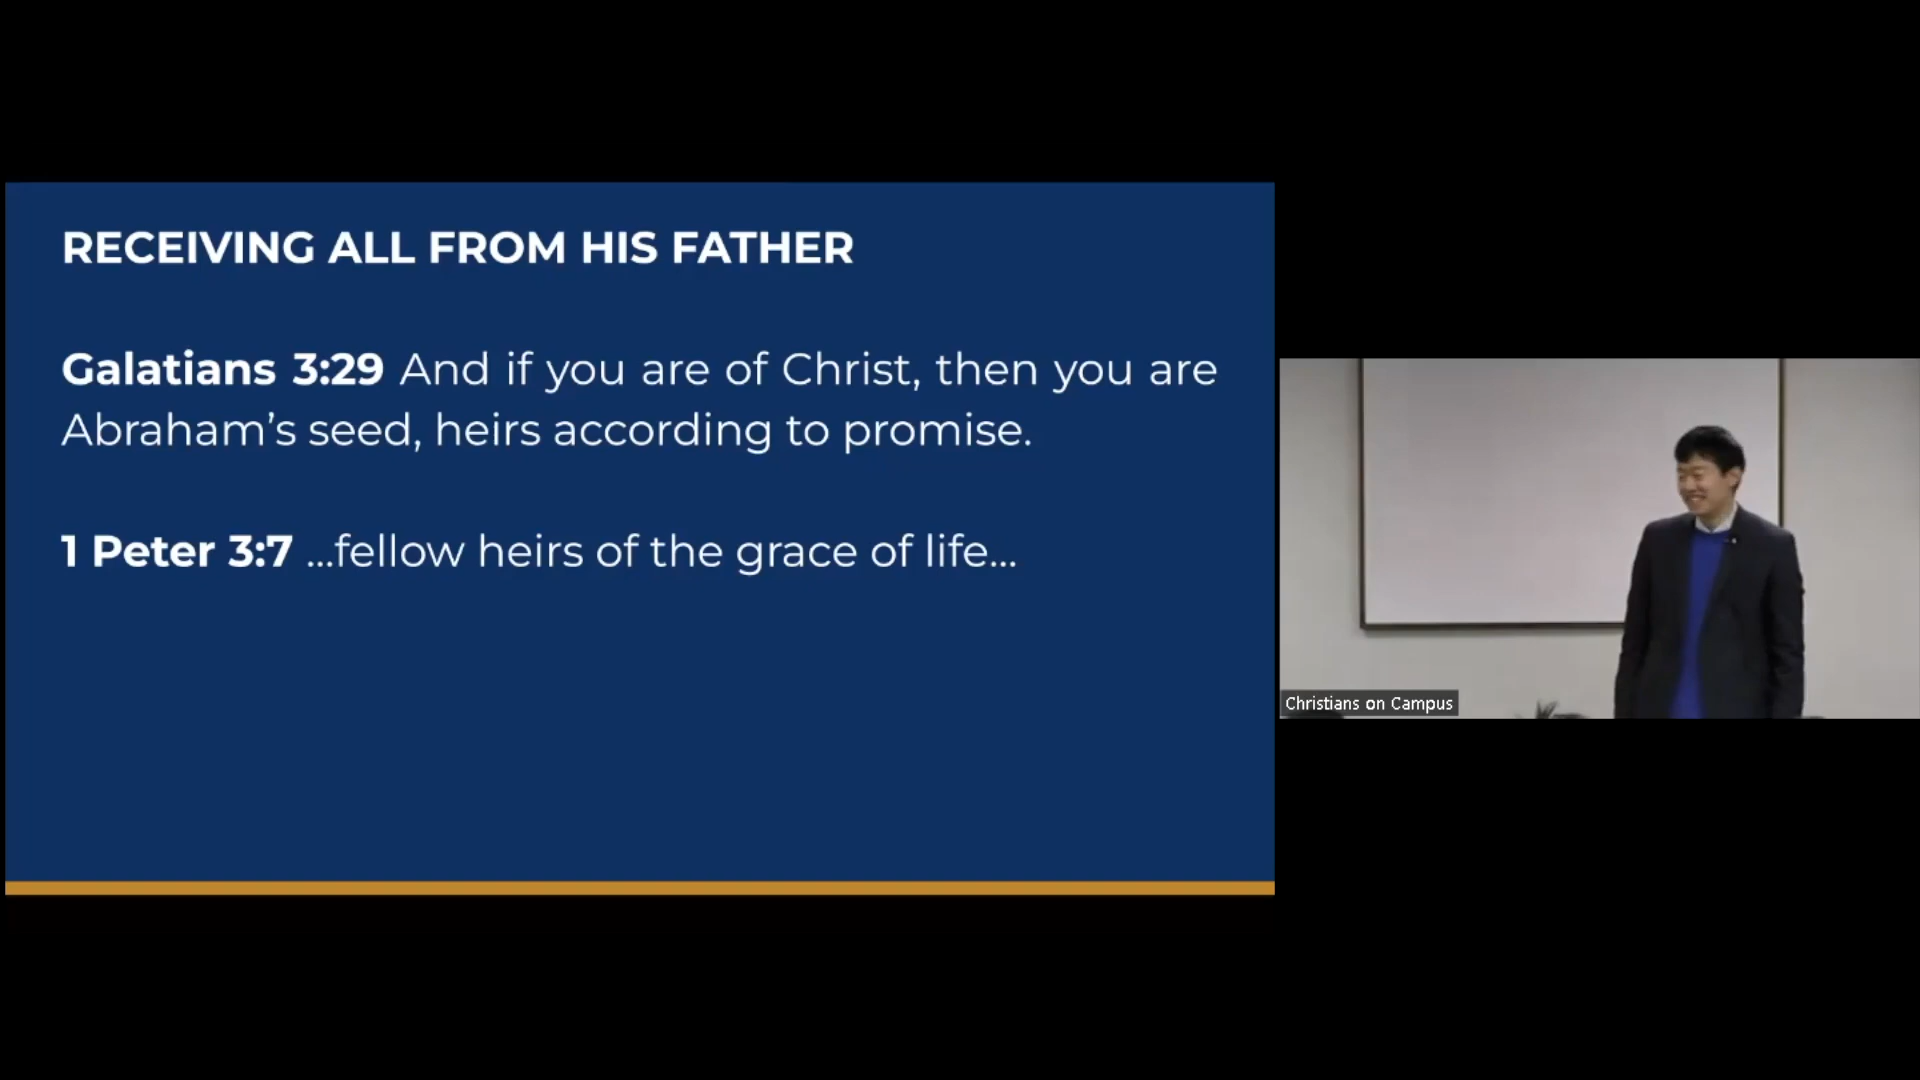 RECEIVING ALL FROM HIS FATHER
Galatians 3:29 And if you are of Christ, then you are
Abraham’s seed, heirs according to promise.
1 Peter 3:7 ...fellow heirs of the grace of life...
Christians on Campus